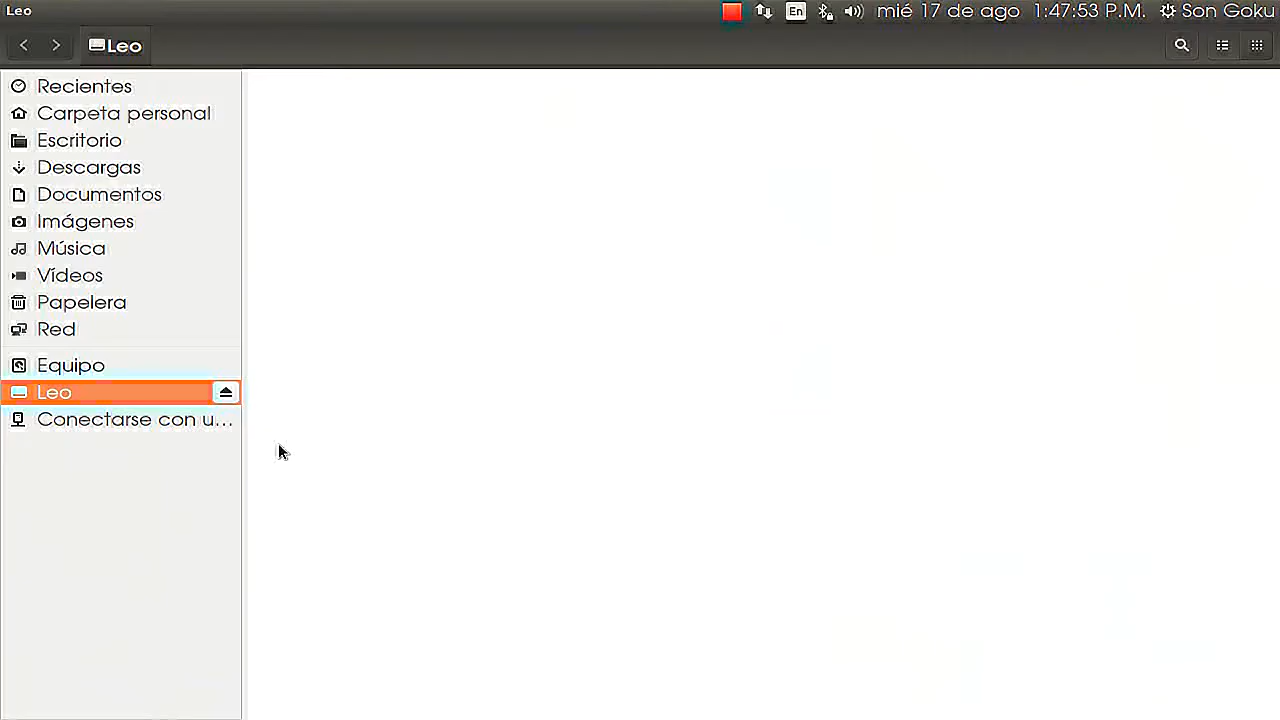 Leo
En
mié 17 de ago 1:47:53 P.M.
Son Goku
Leo
Recientes
Carpeta personal
Escritorio
Descargas
Documentos
Imágenes
Música
Vídeos
Papelera
Red
Equipo
Leo
Conectarse con u...